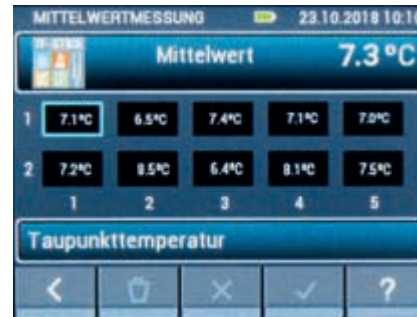 MITTELWERTMESSUNG 23.10.2018 10:16
Mittelwert 7.3 °C
1 7.1°C 6.5°C 7.4°C 7.1°C 7.0°C
2 7.2°C 8.5°C 6.4°C 8.1°C 7.5°C
1 2 3 4 5
Taupunkttemperatur
?